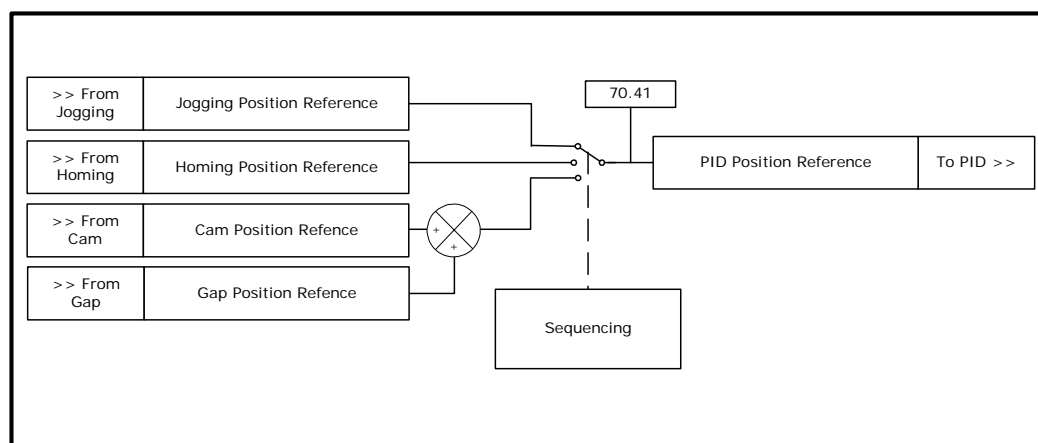 >> From
Jogging
Jogging Position Reference
70.41
>> From
Homing
Homing Position Reference
PID Position Reference
To PID >>
>> From
Cam
Cam Position Refence
+
+
>> From
Gap
Gap Position Refence
Sequencing